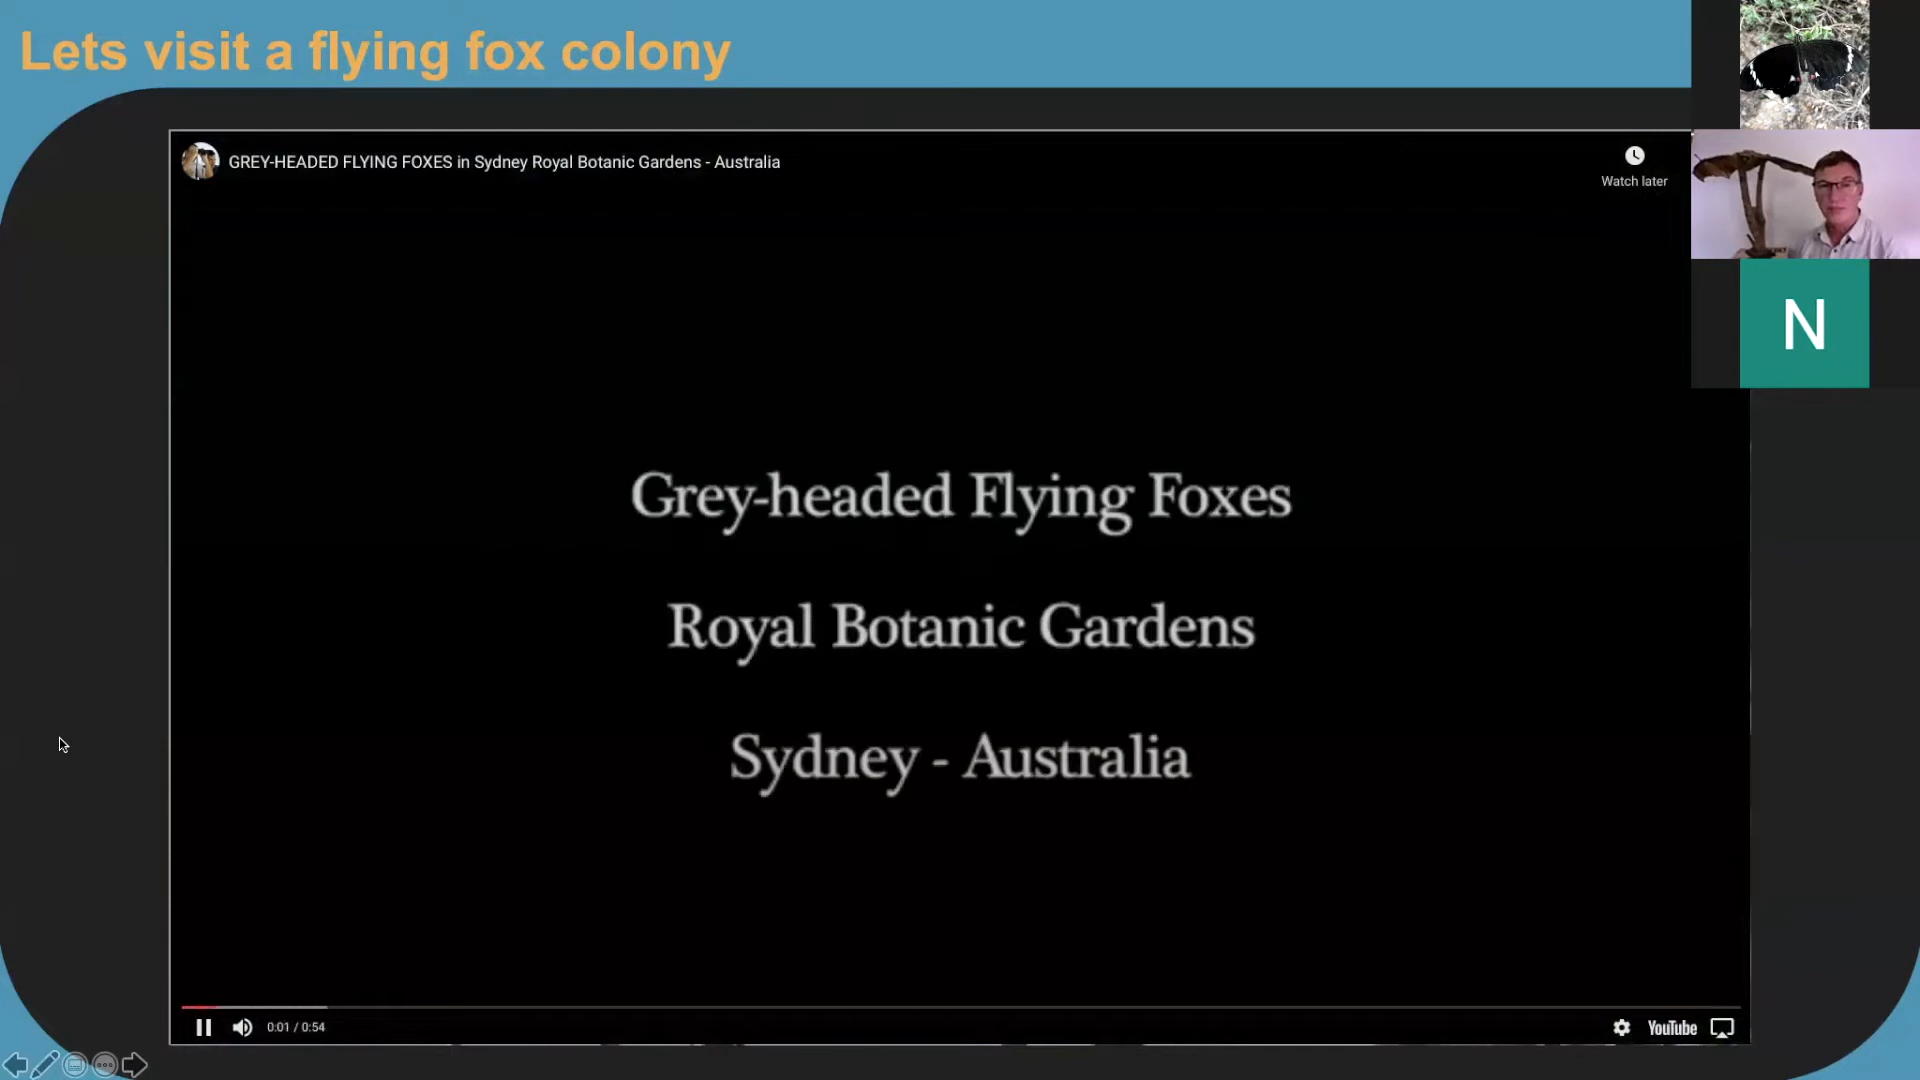 Lets visit a flying fox colony
GREY-HEADED FLYING FOXES in Sydney Royal Botanic Gardens - Australia
Watch later
N
Grey-headed Flying Foxes
Royal Botanic Gardens
Sydney - Australia
0:01 / 0:54
YouTube